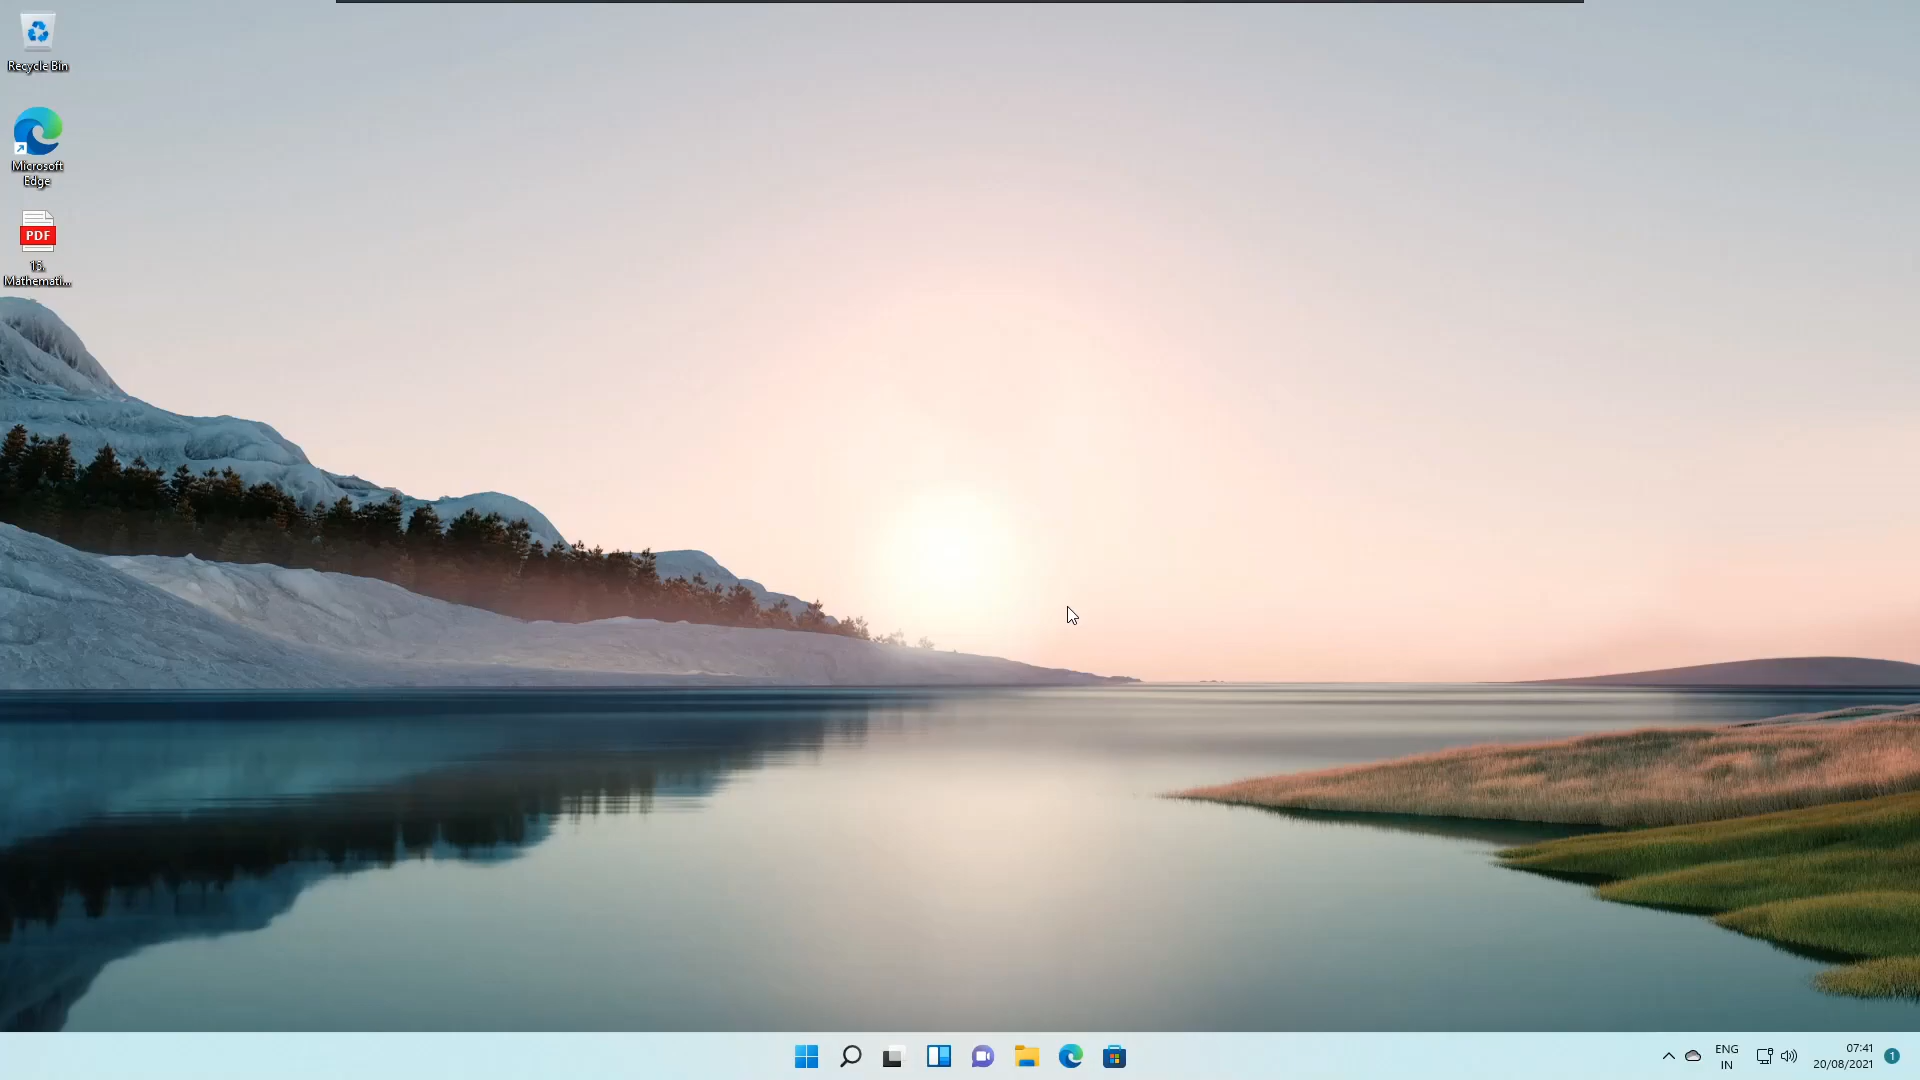 Recycle Bin
Microsoft
Edge
PDF
15.
Mathemati...
ENG
IN
07:41
20/08/2021
1